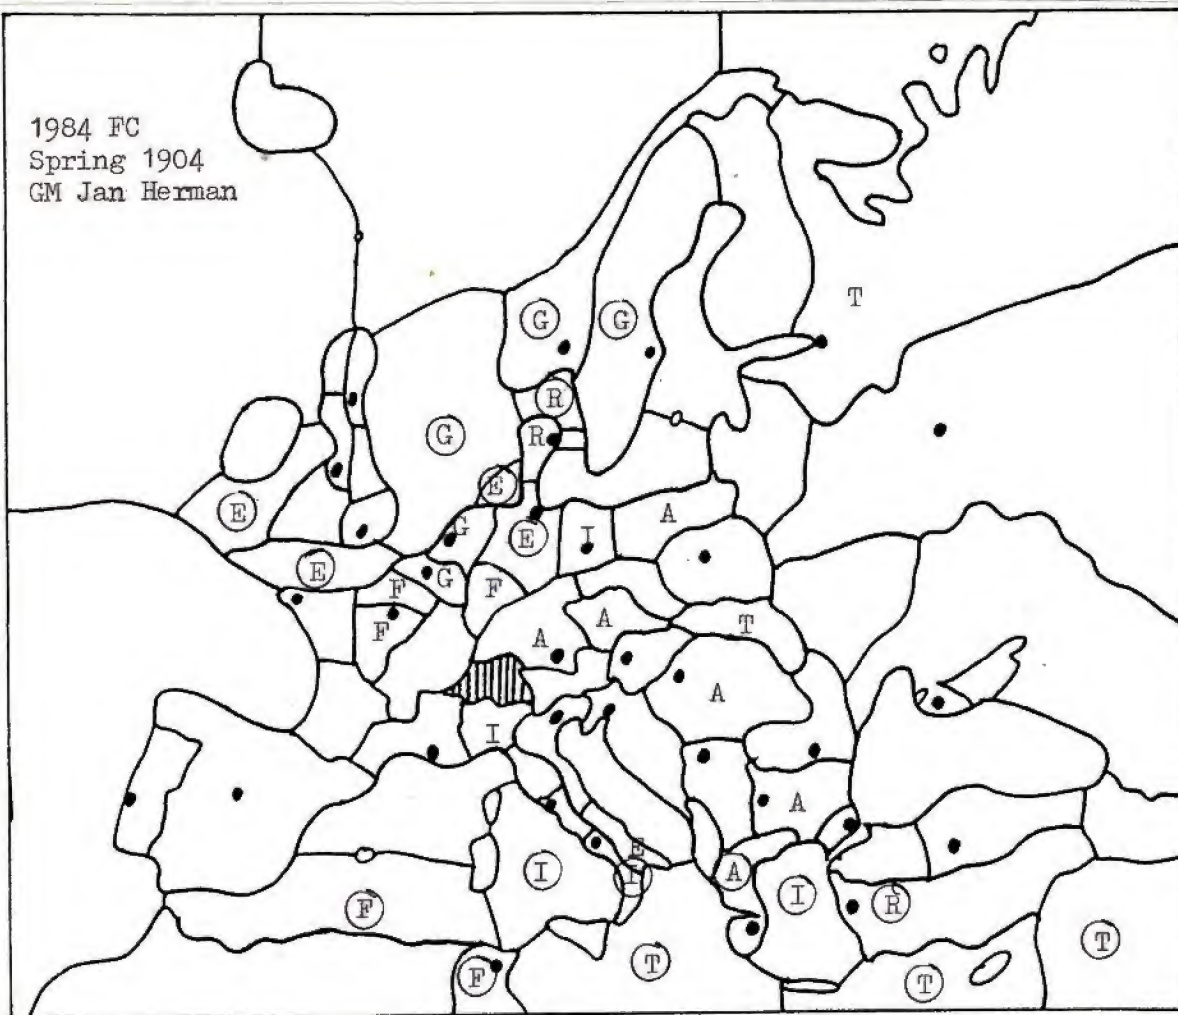 1984 FC
Spring 1904
GM Jan Herman
T
G G
R
G R
E
E G E I A
E F G F
F A A T
A
I
A
E
I I A I R
F
T T
F T